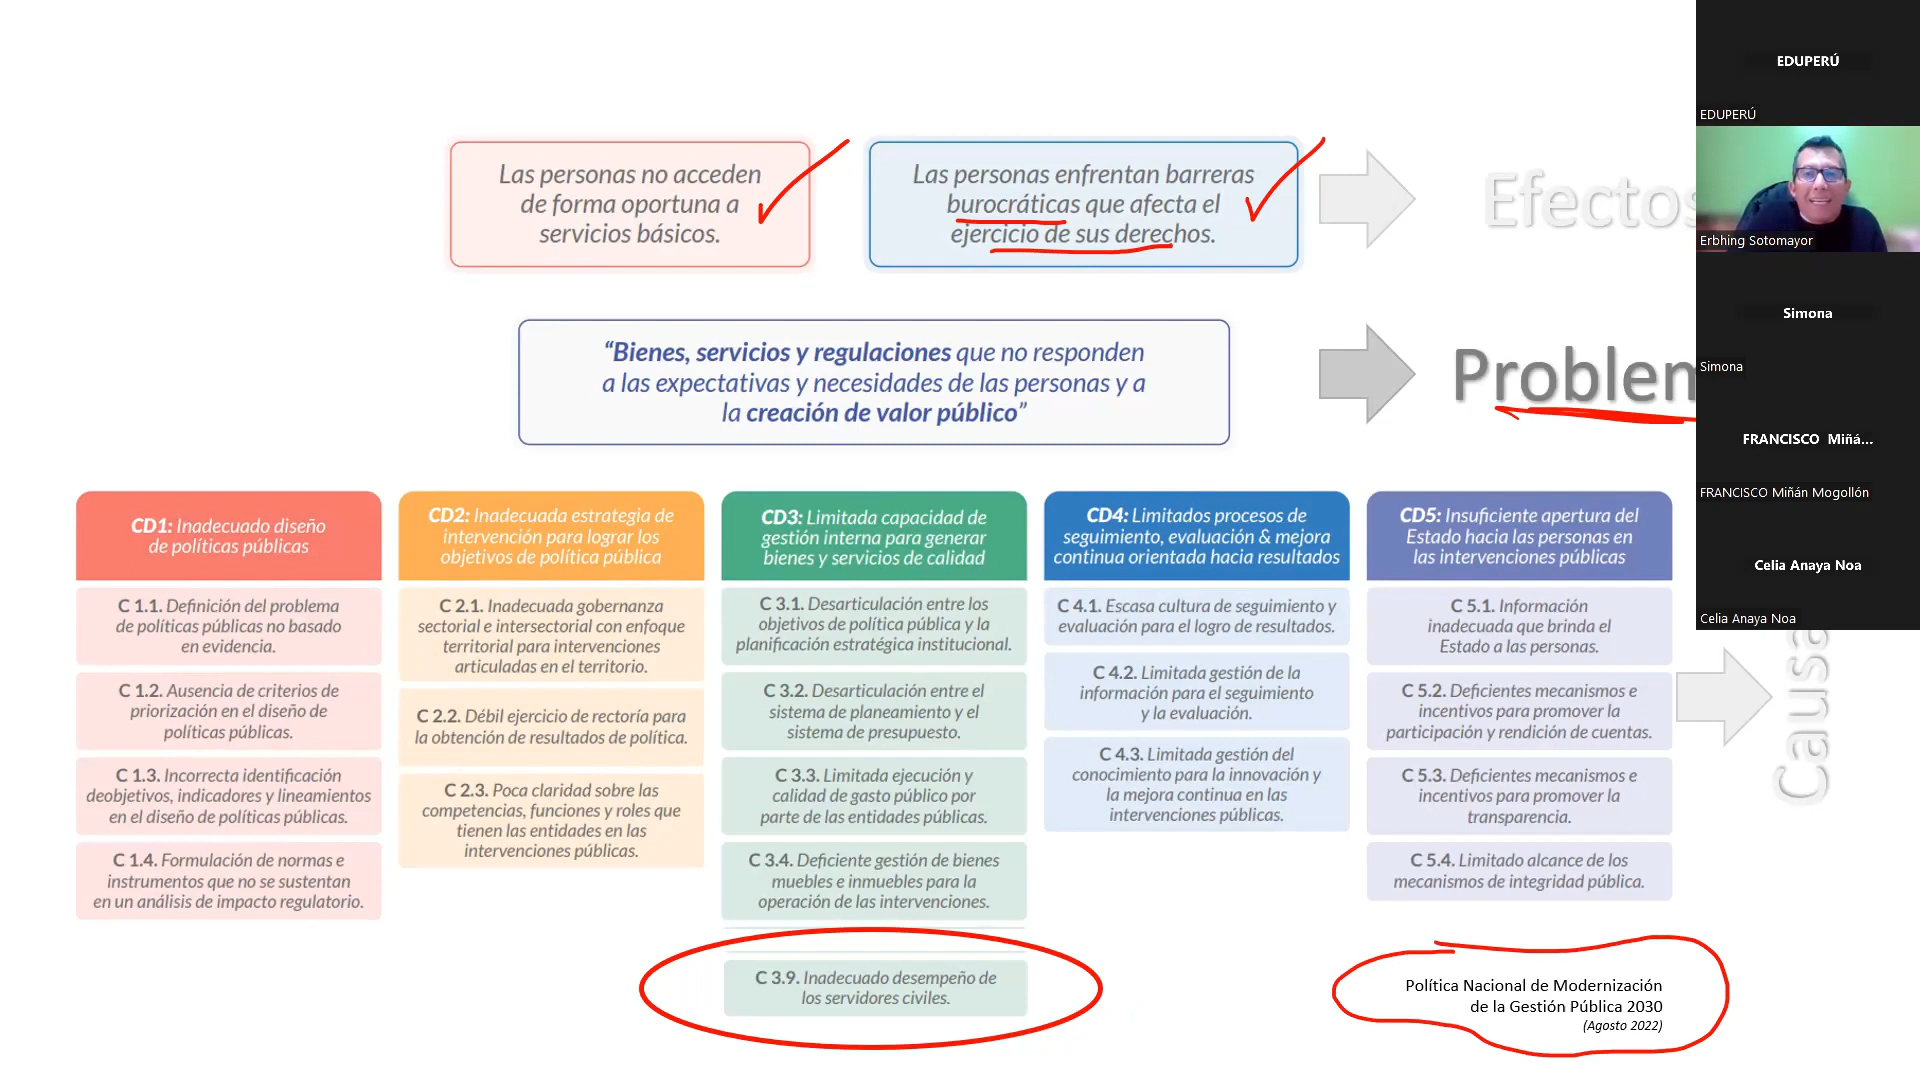 Las personas no acceden
de forma oportuna a
servicios básicos.
Las personas enfrentan barreras
burocráticas que afecta el
ejercicio de sus derechos.
Efectos
“Bienes, servicios y regulaciones que no responden
a las expectativas y necesidades de las personas y a
la creación de valor público”
Problem
CD1: Inadecuado diseño
de políticas públicas
C 1.1. Definición del problema
de políticas públicas no basado
en evidencia.
C 1.2. Ausencia de criterios de
priorización en el diseño de
políticas públicas.
C 1.3. Incorrecta identificación
deobjetivos, indicadores y lineamientos
en el diseño de políticas públicas.
C 1.4. Formulación de normas e
instrumentos que no se sustentan
en un análisis de impacto regulatorio.
CD2: Inadecuada estrategia de
intervención para lograr los
objetivos de política pública
C 2.1. Inadecuada gobernanza
sectorial e intersectorial con enfoque
territorial para intervenciones
articuladas en el territorio.
C 2.2. Débil ejercicio de rectoría para
la obtención de resultados de política.
C 2.3. Poca claridad sobre las
competencias, funciones y roles que
tienen las entidades en las
intervenciones públicas.
CD3: Limitada capacidad de
gestión interna para generar
bienes y servicios de calidad
C 3.1. Desarticulación entre los
objetivos de política pública y la
planificación estratégica institucional.
C 3.2. Desarticulación entre el
sistema de planeamiento y el
sistema de presupuesto.
C 3.3. Limitada ejecución y
calidad de gasto público por
parte de las entidades públicas.
C 3.4. Deficiente gestión de bienes
muebles e inmuebles para la
operación de las intervenciones.
C 3.9. Inadecuado desempeño de
los servidores civiles.
CD4: Limitados procesos de
seguimiento, evaluación & mejora
continua orientada hacia resultados
C 4.1. Escasa cultura de seguimiento y
evaluación para el logro de resultados.
C 4.2. Limitada gestión de la
información para el seguimiento
y la evaluación.
C 4.3. Limitada gestión del
conocimiento para la innovación y
la mejora continua en las
intervenciones públicas.
CD5: Insuficiente apertura del
Estado hacia las personas en
las intervenciones públicas
C 5.1. Información
inadecuada que brinda el
Estado a las personas.
C 5.2. Deficientes mecanismos e
incentivos para promover la
participación y rendición de cuentas.
C 5.3. Deficientes mecanismos e
incentivos para promover la
transparencia.
C 5.4. Limitado alcance de los
mecanismos de integridad pública.
Causa
Política Nacional de Modernización
de la Gestión Pública 2030
(Agosto 2022)
EDUPERÚ
EDUPERÚ
Erbhing Sotomayor
Simona
Simona
FRANCISCO Miñá...
FRANCISCO Miñán Mogollón
Celia Anaya Noa
Celia Anaya Noa